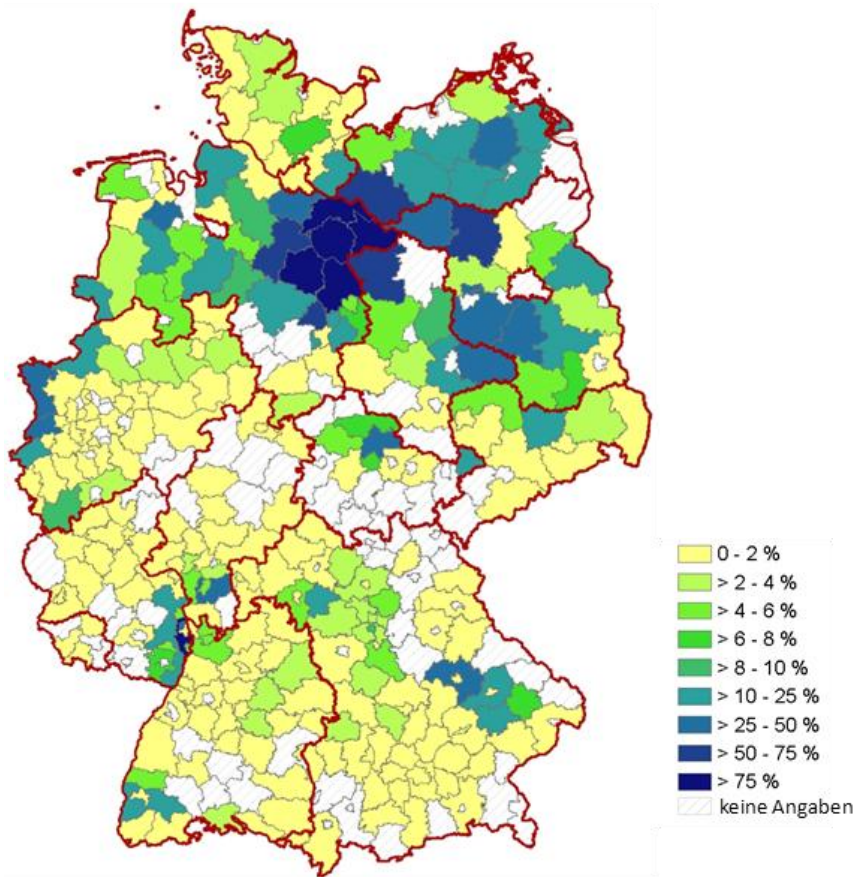 0 - 2 %
> 2 - 4 %
> 4 - 6 %
> 6 - 8 %
> 8 - 10 %
> 10 - 25 %
> 25 - 50 %
> 50 - 75 %
> 75 %
keine Angaben